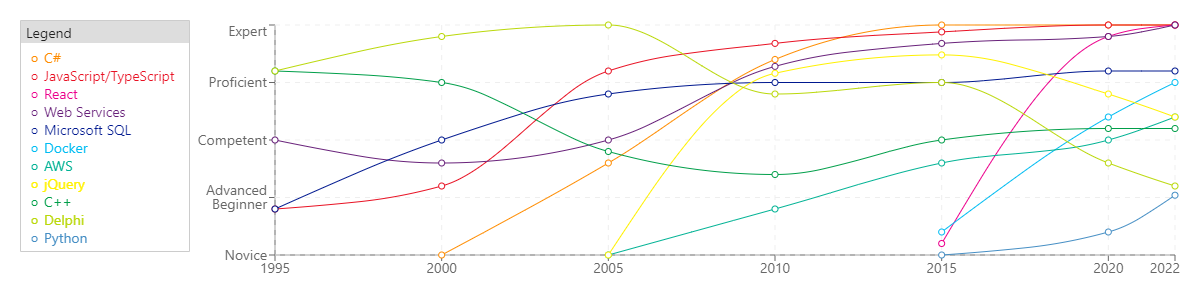 Legend
C#
JavaScript/TypeScript
React
Web Services
Microsoft SQL
Docker
AWS
jQuery
C++
Delphi
Python
Expert
Proficient
Competent
Advanced
Beginner
Novice
1995 2000 2005 2010 2015 2020 2022